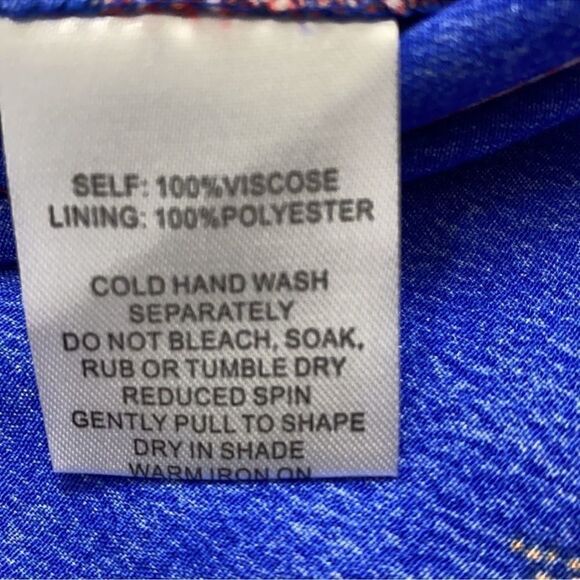 SELF: 100%VISCOSE
LINING: 100%POLYESTER
COLD HAND WASH
SEPARATELY
DO NOT BLEACH, SOAK,
RUB OR TUMBLE DRY
REDUCED SPIN
GENTLY PULL TO SHAPE
DRY IN SHADE
WARM IRON ON